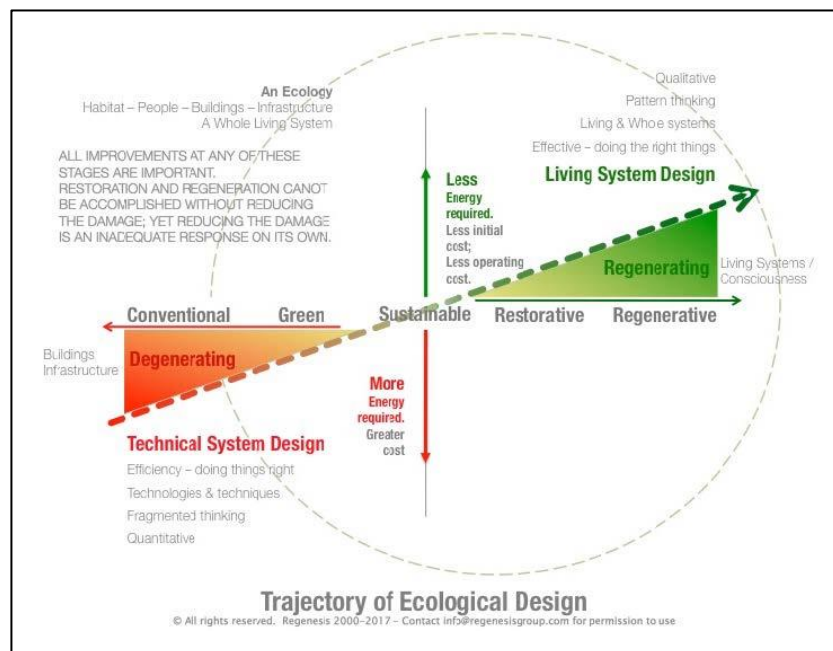 An Ecology
Habitat – People – Buildings – Infrastructure
A Whole Living System
ALL IMPROVEMENTS AT ANY OF THESE
STAGES ARE IMPORTANT.
RESTORATION AND REGENERATION CANOT
BE ACCOMPLISHED WITHOUT REDUCING
THE DAMAGE; YET REDUCING THE DAMAGE
IS AN INADEQUATE RESPONSE ON ITS OWN.
Qualitative
Pattern thinking
Living & Whole systems
Effective – doing the right things
Living System Design
Less
Energy
required.
Less initial
cost;
Less operating
cost.
Regenerating
Living Systems /
Consciousness
Conventional Green Sustainable Restorative Regenerative
Buildings
Infrastructure
Degenerating
More
Energy
required.
Greater
cost
Technical System Design
Efficiency – doing things right
Technologies & techniques
Fragmented thinking
Quantitative
Trajectory of Ecological Design
© All rights reserved. Regenesis 2000-2017 - Contact info@regenesisgroup.com for permission to use